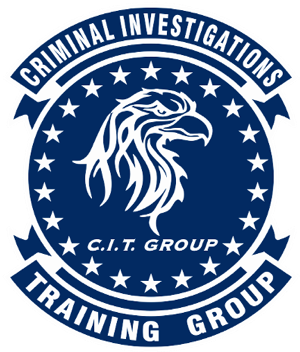 CRIMINAL INVESTIGATIONS
C.I.T. GROUP
TRAINING GROUP